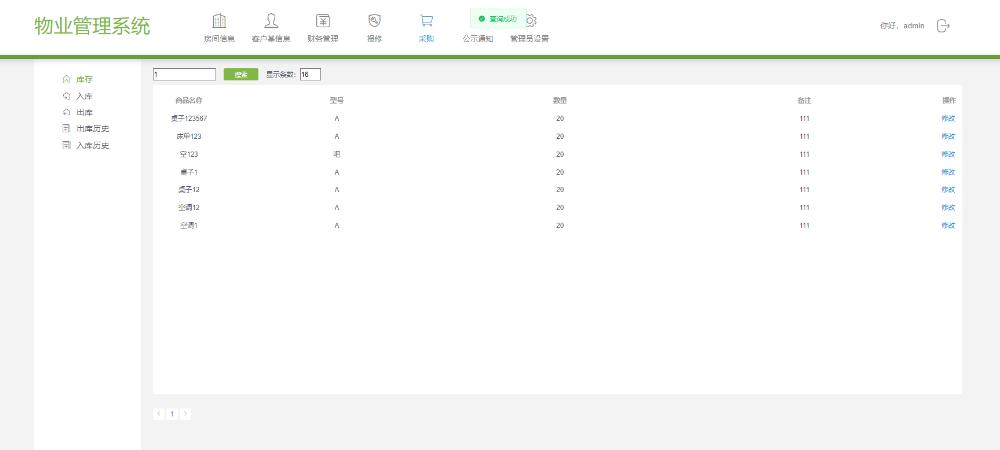 物业管理系统
房间信息 客户基信息 财务管理 报修 采购 公示通知 管理员设置
查询成功
你好，admin
库存
入库
出库
出库历史
入库历史
1 搜索 显示条数: 16
商品名称 型号 数量 备注 操作
桌子123567 A 20 111 修改
床单123 A 20 111 修改
空123 吧 20 111 修改
桌子1 A 20 111 修改
桌子12 A 20 111 修改
空调12 A 20 111 修改
空调1 A 20 111 修改
1